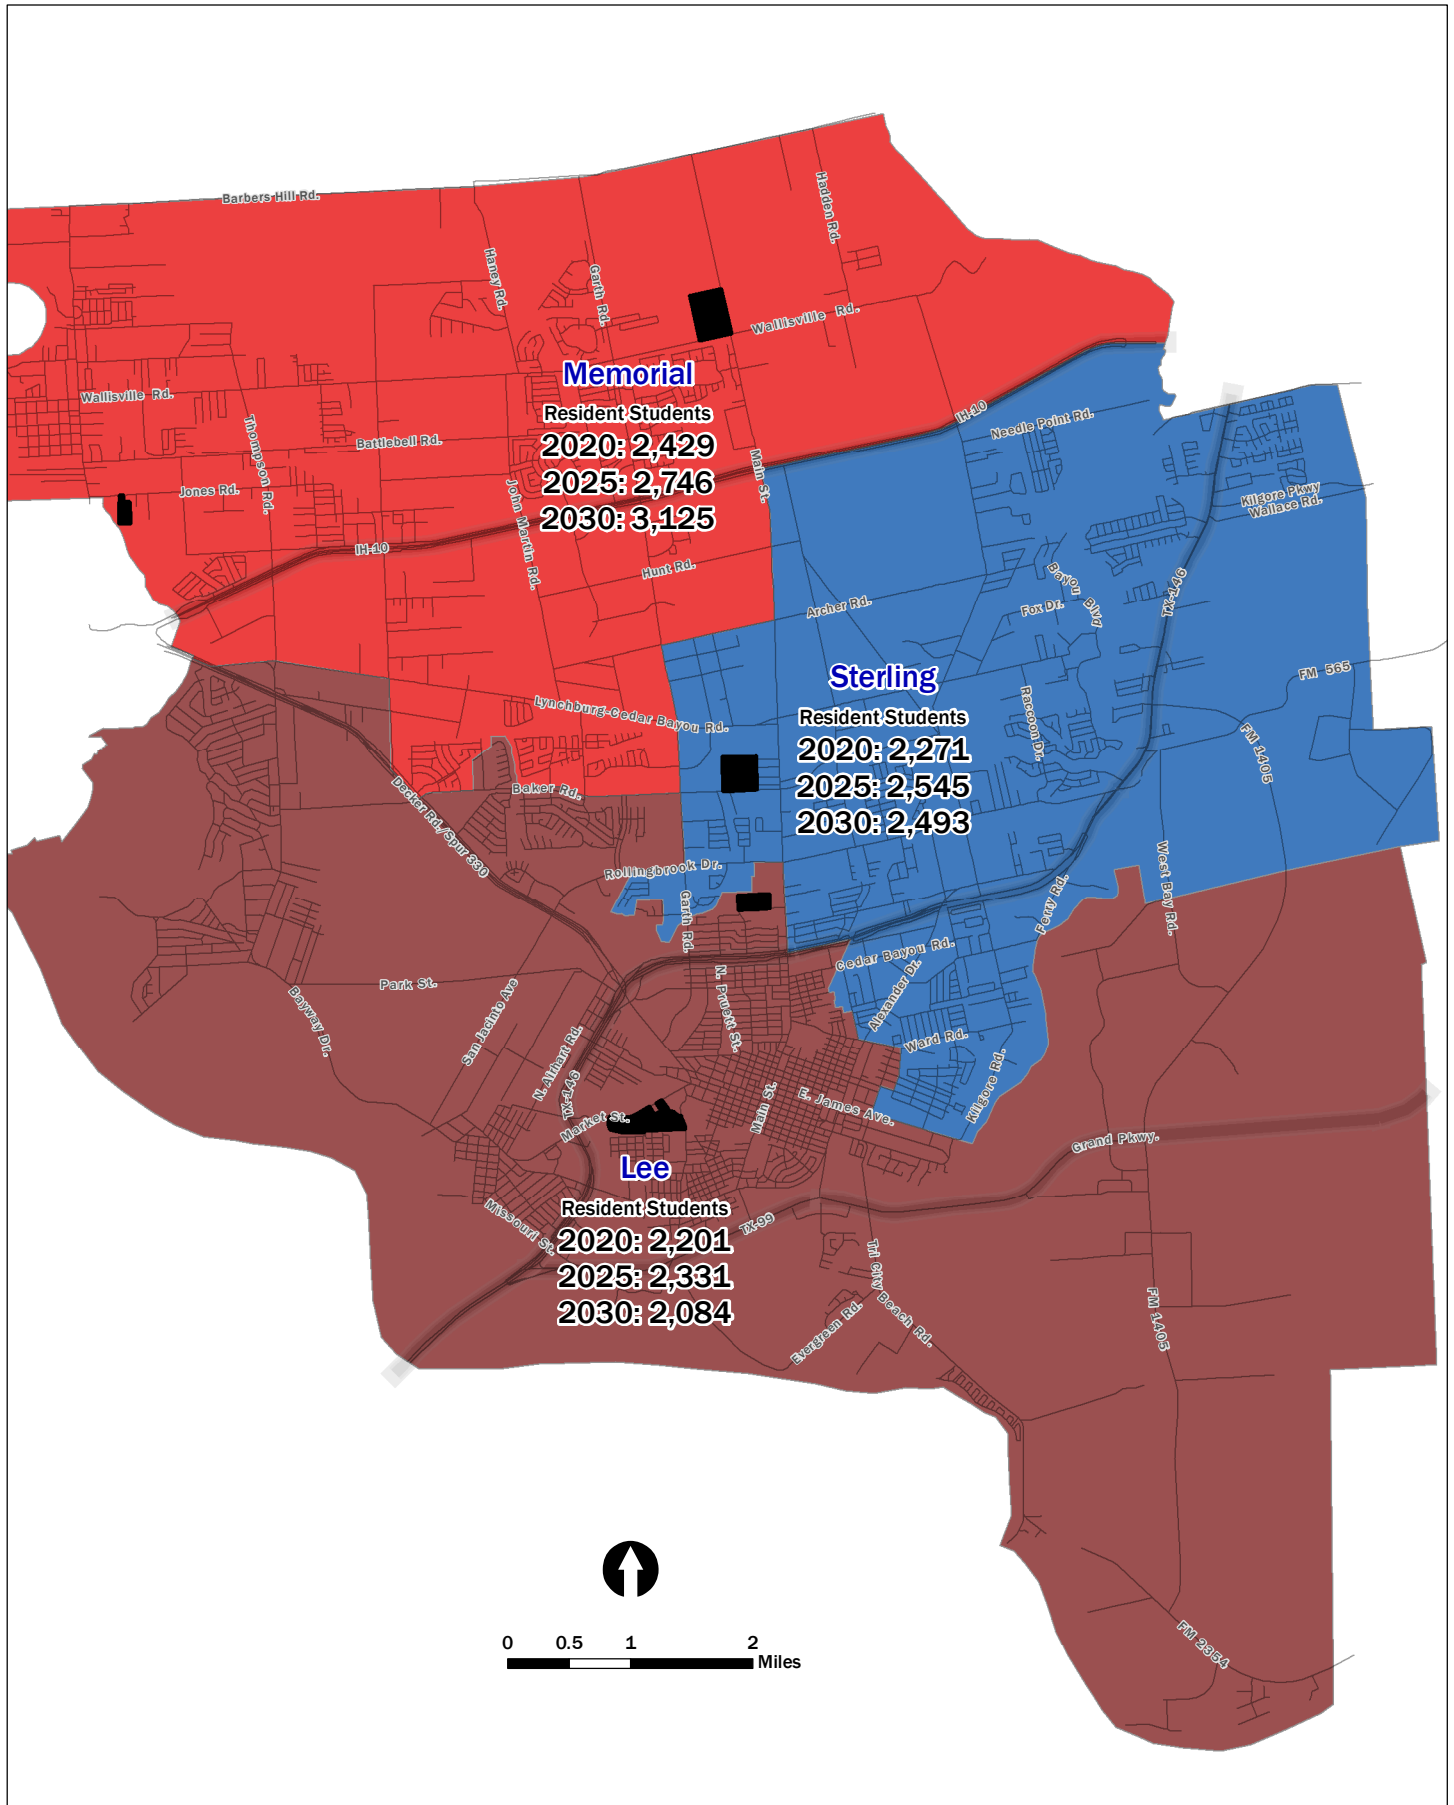 Barbers Hill Rd.
Hadden Rd.
Haney Rd.
Garth Rd.
Wallisville Rd.
Memorial
Resident Students
2020: 2,429
2025: 2,746
2030: 3,125
Wallisville Rd.
Thompson Rd.
Battlebell Rd.
Jones Rd.
IH-10
John Martin Rd.
Main St.
IH-10
Needle Point Rd.
Kilgore Pkwy
Wallace Rd.
Hunt Rd.
Archer Rd.
Bayou Blvd
Fox Dr.
TX-146
FM 565
Sterling
Resident Students
2020: 2,271
2025: 2,545
2030: 2,493
Raccoon Dr.
FM 1405
Lynchburg-Cedar Bayou Rd.
Baker Rd.
Decker Rd./Spur 330
Rollingbrook Dr.
Garth Rd.
Ferry Rd.
West Bay Rd.
Cedar Bayou Rd.
Alexander Dr.
Ward Rd.
Kilgore Rd.
Park St.
Bayway Dr.
San Jacinto Ave
N. Alxhart Rd.
N. Pruett St.
TX-146
Market St.
Main St.
E. James Ave.
Grand Pkwy.
Lee
Resident Students
2020: 2,201
2025: 2,331
2030: 2,084
Missouri St.
TX-99
Tri City Beach Rd.
Evergreen Rd.
FM 1405
FM 2354
0 0.5 1 2
Miles